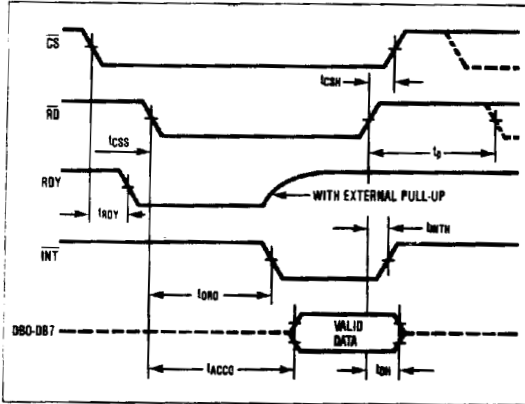 CS
tCSH
RD
tCSS
tP
RDY
WITH EXTERNAL PULL-UP
tRDY
tINTH
INT
tCRD
VALID
DB0-DB7
DATA
tACC0
tDH